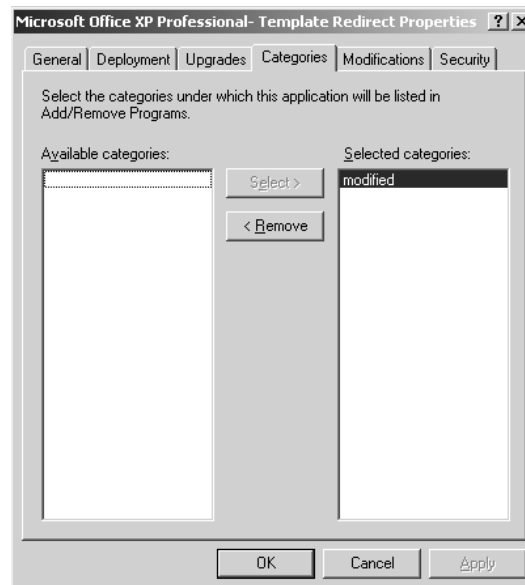 Microsoft Office XP Professional- Template Redirect Properties ? X
General Deployment Upgrades Categories Modifications Security
Select the categories under which this application will be listed in
Add/Remove Programs.
Available categories:
Selected categories:
Select >
modified
< Remove
OK Cancel Apply